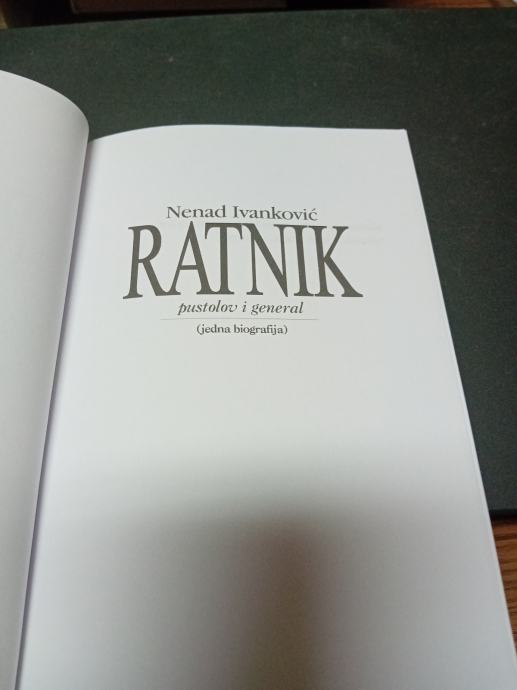 Nenad Ivanković
RATNIK
pustolov i general
(jedna biografija)